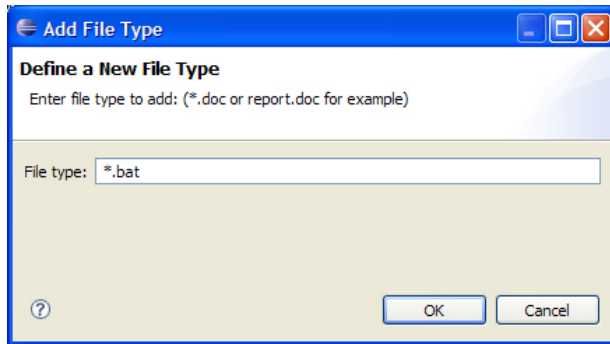 Add File Type
Define a New File Type
Enter file type to add: (*.doc or report.doc for example)
File type: *.bat
? OK Cancel